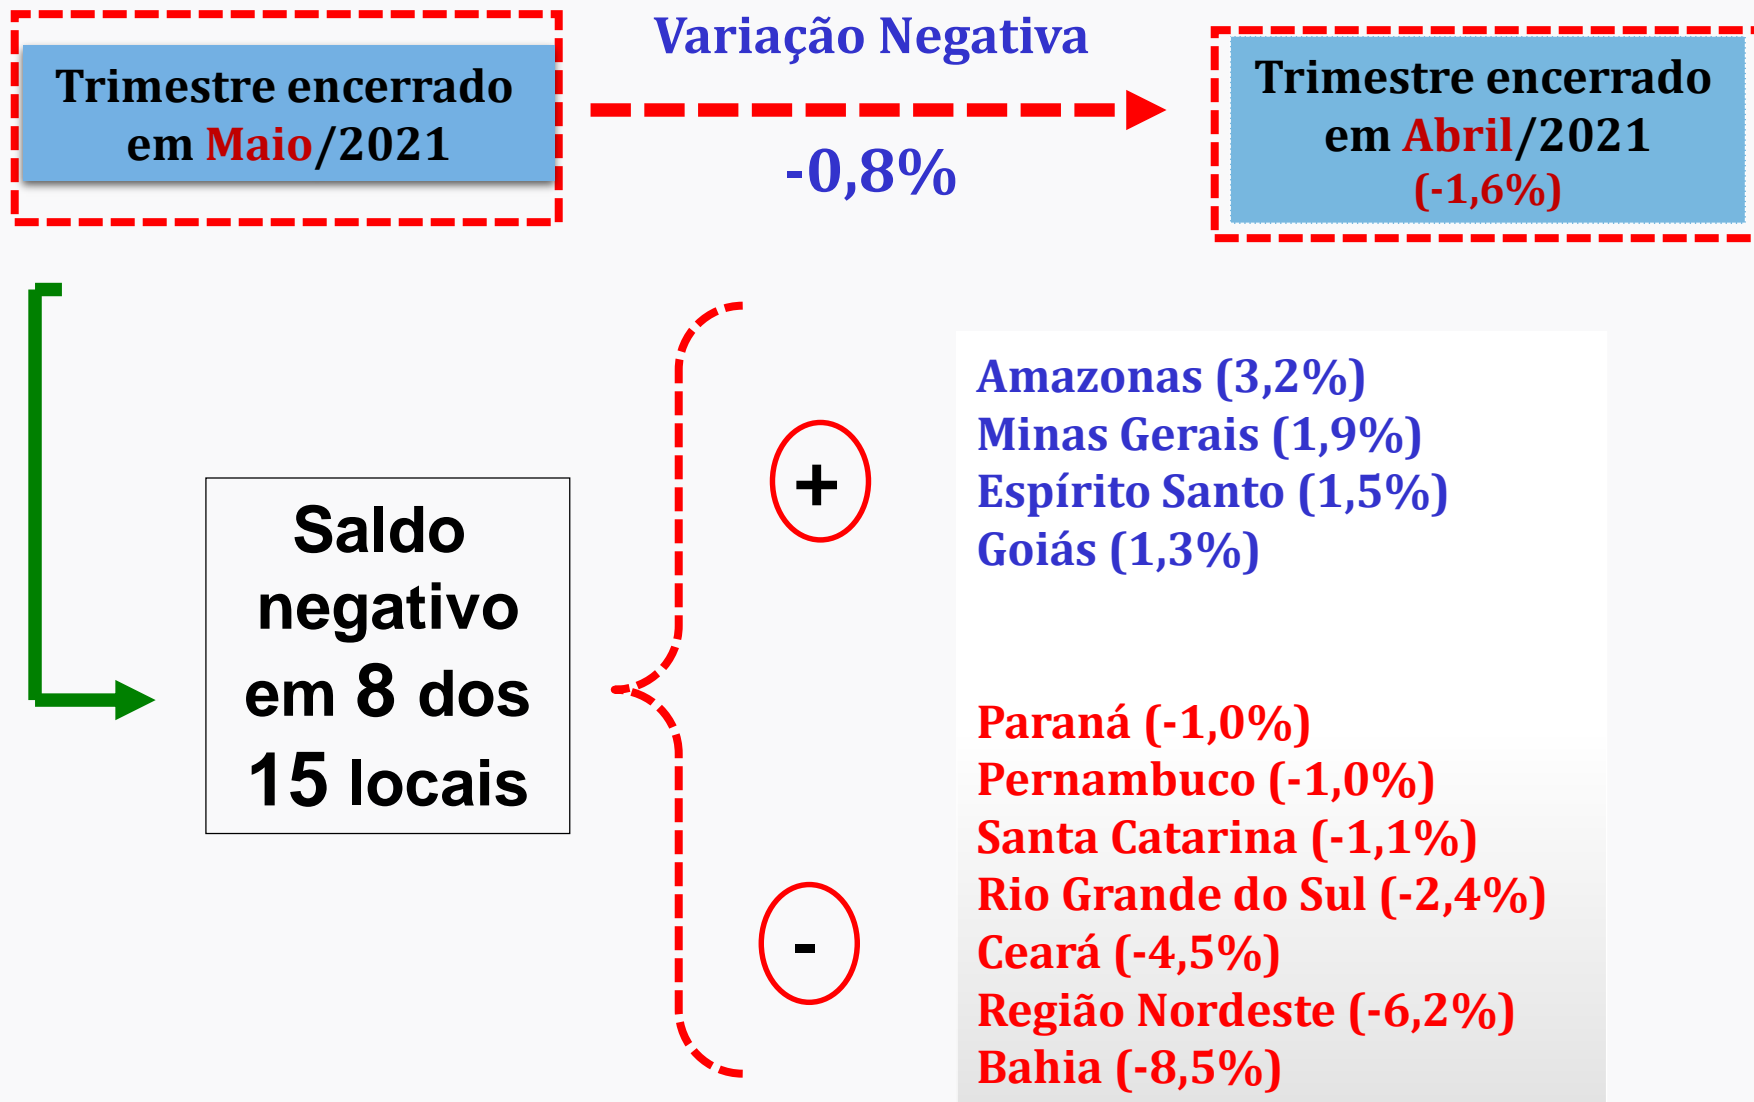 Trimestre encerrado
em Maio/2021
Variação Negativa
-0,8%
Trimestre encerrado
em Abril/2021
(-1,6%)
Saldo
negativo
em 8 dos
15 locais
+
Amazonas (3,2%)
Minas Gerais (1,9%)
Espírito Santo (1,5%)
Goiás (1,3%)
-
Paraná (-1,0%)
Pernambuco (-1,0%)
Santa Catarina (-1,1%)
Rio Grande do Sul (-2,4%)
Ceará (-4,5%)
Região Nordeste (-6,2%)
Bahia (-8,5%)